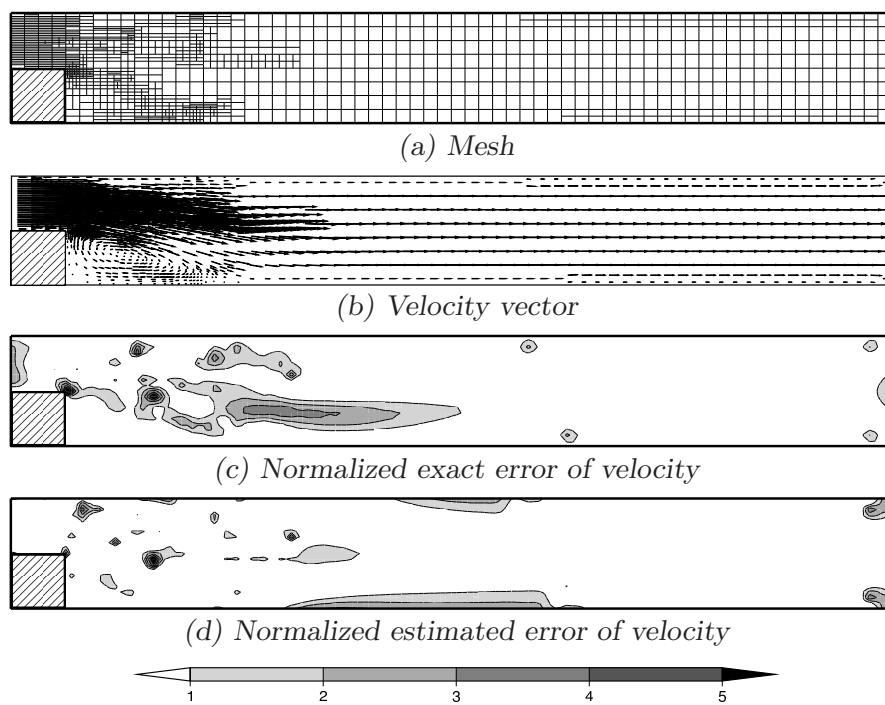 (a) Mesh
(b) Velocity vector
(c) Normalized exact error of velocity
(d) Normalized estimated error of velocity
1 2 3 4 5